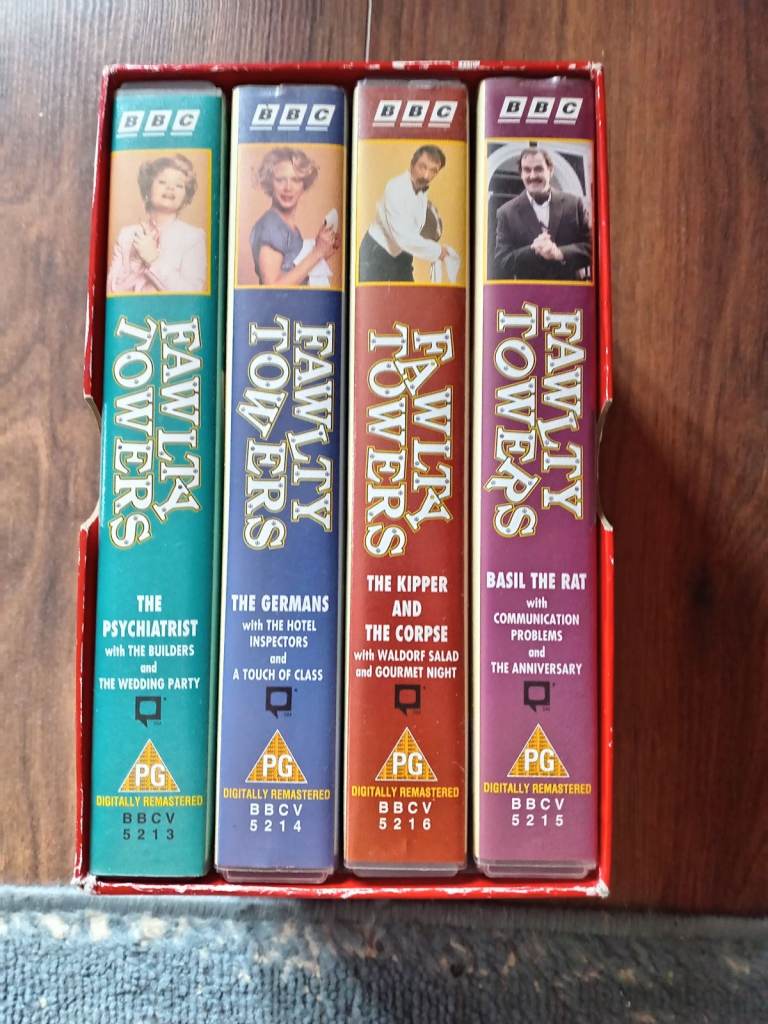 BBC
FAWLTY
TOWERS
THE
PSYCHIATRIST
with THE BUILDERS
and
THE WEDDING PARTY
PG
DIGITALLY REMASTERED
BBCV
5213
BBC
FAWLTY
TOWERS
THE GERMANS
with THE HOTEL
INSPECTORS
and
A TOUCH OF CLASS
PG
DIGITALLY REMASTERED
BBCV
5214
BBC
FAWLTY
TOWERS
THE KIPPER
AND
THE CORPSE
with WALDORF SALAD
and GOURMET NIGHT
PG
DIGITALLY REMASTERED
BBCV
5216
BBC
FAWLTY
TOWERS
BASIL THE RAT
with
COMMUNICATION
PROBLEMS
and
THE ANNIVERSARY
PG
DIGITALLY REMASTERED
BBCV
5215